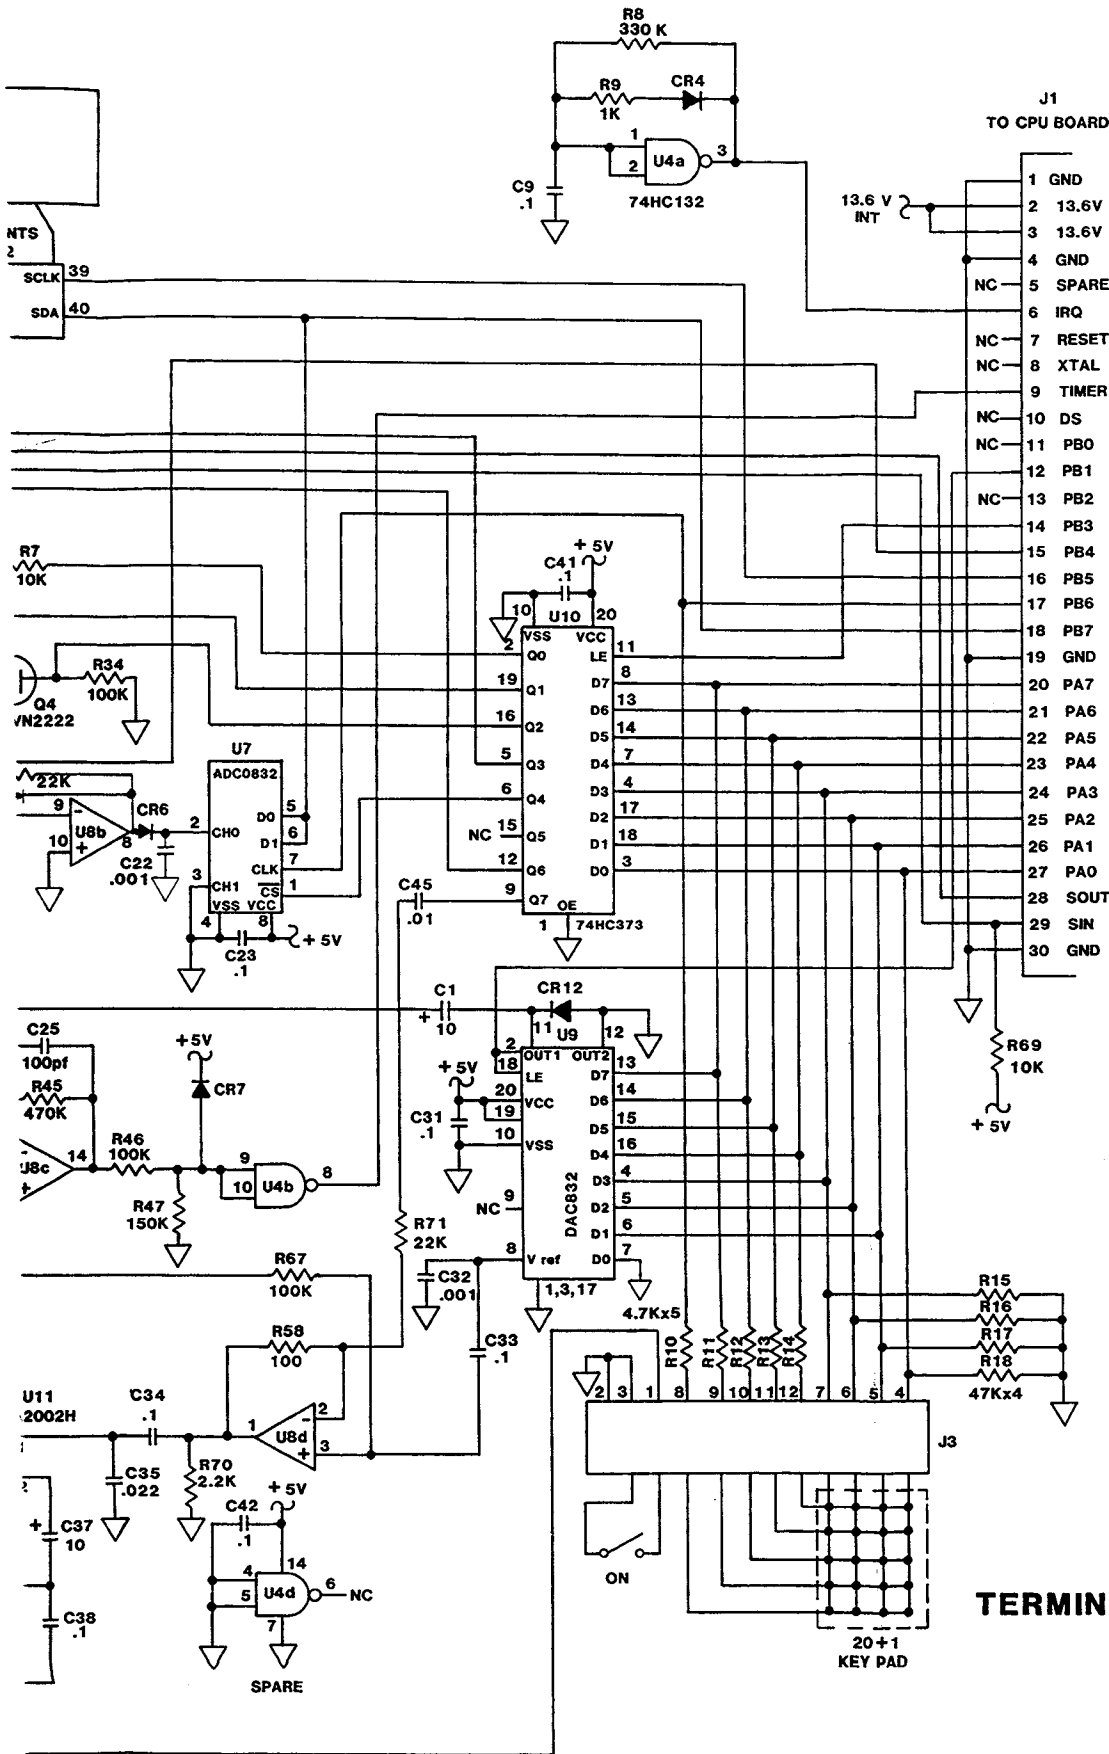 R8
330 K
R9
1K
CR4
1
2
U4a
3
74HC132
C9
.1
J1
TO CPU BOARD
13.6 V
INT
1 GND
2 13.6V
3 13.6V
4 GND
NC 5 SPARE
6 IRQ
NC 7 RESET
NC 8 XTAL
9 TIMER
NC 10 DS
NC 11 PB0
12 PB1
NC 13 PB2
14 PB3
15 PB4
16 PB5
17 PB6
18 PB7
19 GND
20 PA7
21 PA6
22 PA5
23 PA4
24 PA3
25 PA2
26 PA1
27 PA0
28 SOUT
29 SIN
30 GND
NTS
2
SCLK 39
SDA 40
R7
10K
R34
100K
Q4
VN2222
+ 5V
C41
.1
10
U10
20
VSS VCC
2 Q0
LE 11
19 Q1
D7 8
16 Q2
D6 13
D5 14
5 Q3
D4 7
6 Q4
D3 4
NC 15 Q5
D2 17
12 Q6
D1 18
9 Q7
D0 3
OE
1
74HC373
U7
ADC0832
22K
9
10
U8b
8
CR6
C22
.001
2 CH0
D0 5
D1 6
CLK 7
3 CH1
CS 1
VSS VCC
4 8
C23
.1
+ 5V
C45
.01
C1
+ 10
CR12
11
U9
12
2
OUT1 OUT2
18 LE
+ 5V
20 VCC
19
C31
.1
10 VSS
NC 9
DAC832
8 V ref
D7 13
D6 14
D5 15
D4 16
D3 4
D2 5
D1 6
D0 7
1,3,17
R69
10K
+ 5V
C25
100pf
R45
470K
U8c
14
R46
100K
+5V
CR7
9
10
U4b
8
R47
150K
R71
22K
C32
.001
C33
.1
R67
100K
R58
100
4.7Kx5
R10
R11
R12
R13
R14
R15
R16
R17
R18
47Kx4
2 3 1 8 9 10 11 12 7 6 5 4
J3
U11
2002H
C34
.1
1
U8d
2
3
C35
.022
R70
2.2K
+ C37
10
C38
.1
+ 5V
C42
.1
14
4
5
U4d
6
NC
7
SPARE
ON
20+1
KEY PAD
TERMIN